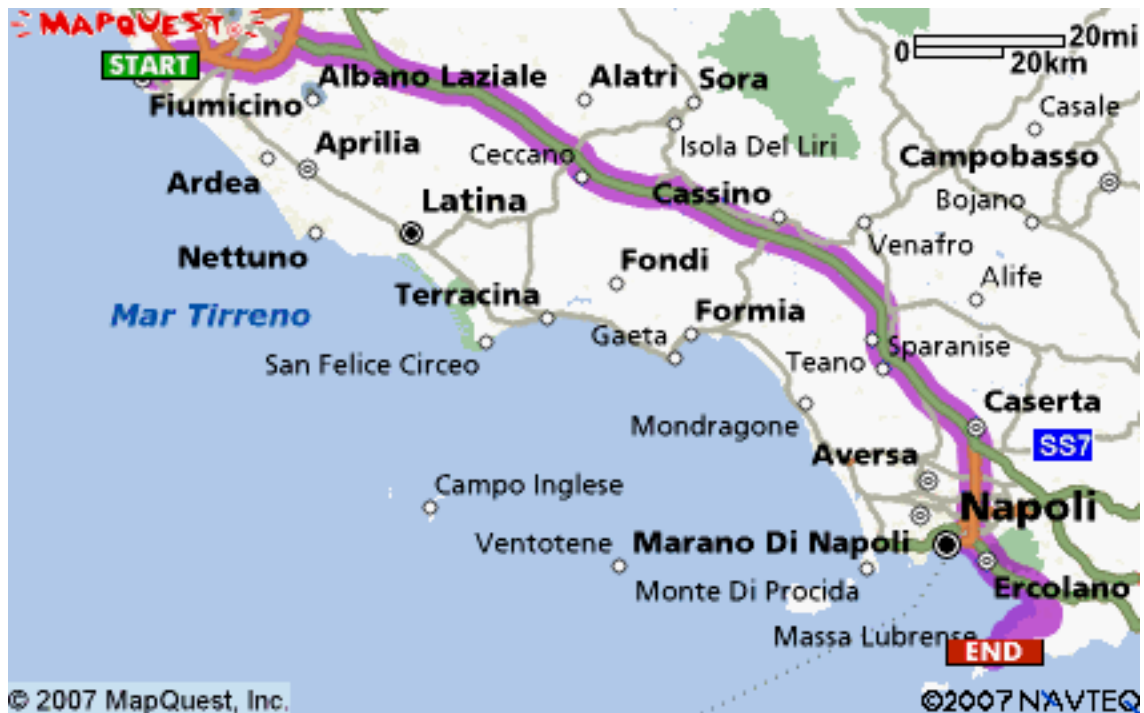 MAPQUEST
START
0 20mi
20km
Albano Laziale
Alatri
Sora
Casale
Fiumicino
Isola Del Liri
Aprilia
Ceccano
Campobasso
Ardea
Latina
Cassino
Bojano
Nettuno
Fondi
Venafro
Alife
Terracina
Formia
Mar Tirreno
Gaeta
Sparanise
San Felice Circeo
Teano
Caserta
Mondragone
SS7
Aversa
Campo Inglese
Napoli
Ventotene
Marano Di Napoli
Monte Di Procida
Ercolano
Massa Lubrense
END
© 2007 MapQuest, Inc.
©2007 NAVTEQ